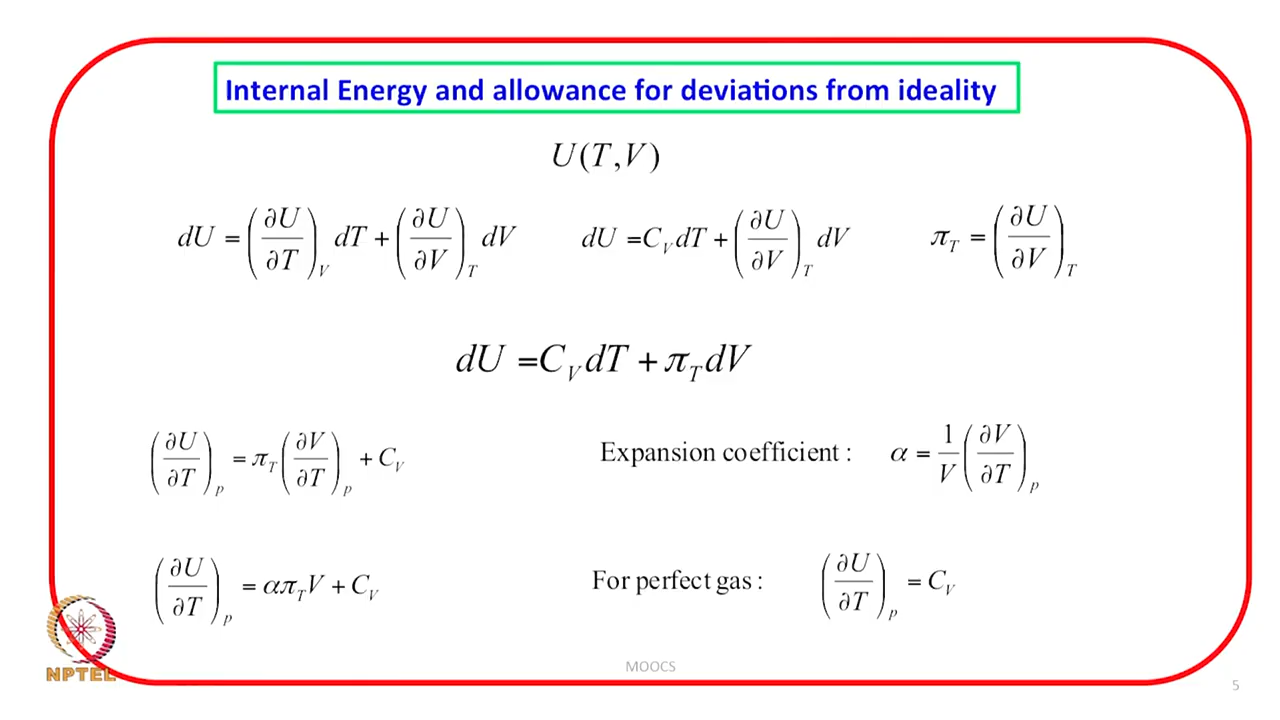 Internal Energy and allowance for deviations from ideality
U(T,V)
dU = (∂U/∂T)_V dT + (∂U/∂V)_T dV    dU =C_V dT + (∂U/∂V)_T dV    π_T = (∂U/∂V)_T
dU =C_V dT + π_T dV
(∂U/∂T)_p = π_T (∂V/∂T)_p + C_V    Expansion coefficient : α = 1/V (∂V/∂T)_p
(∂U/∂T)_p = απ_T V + C_V    For perfect gas : (∂U/∂T)_p = C_V
NPTEL
MOOCS
5